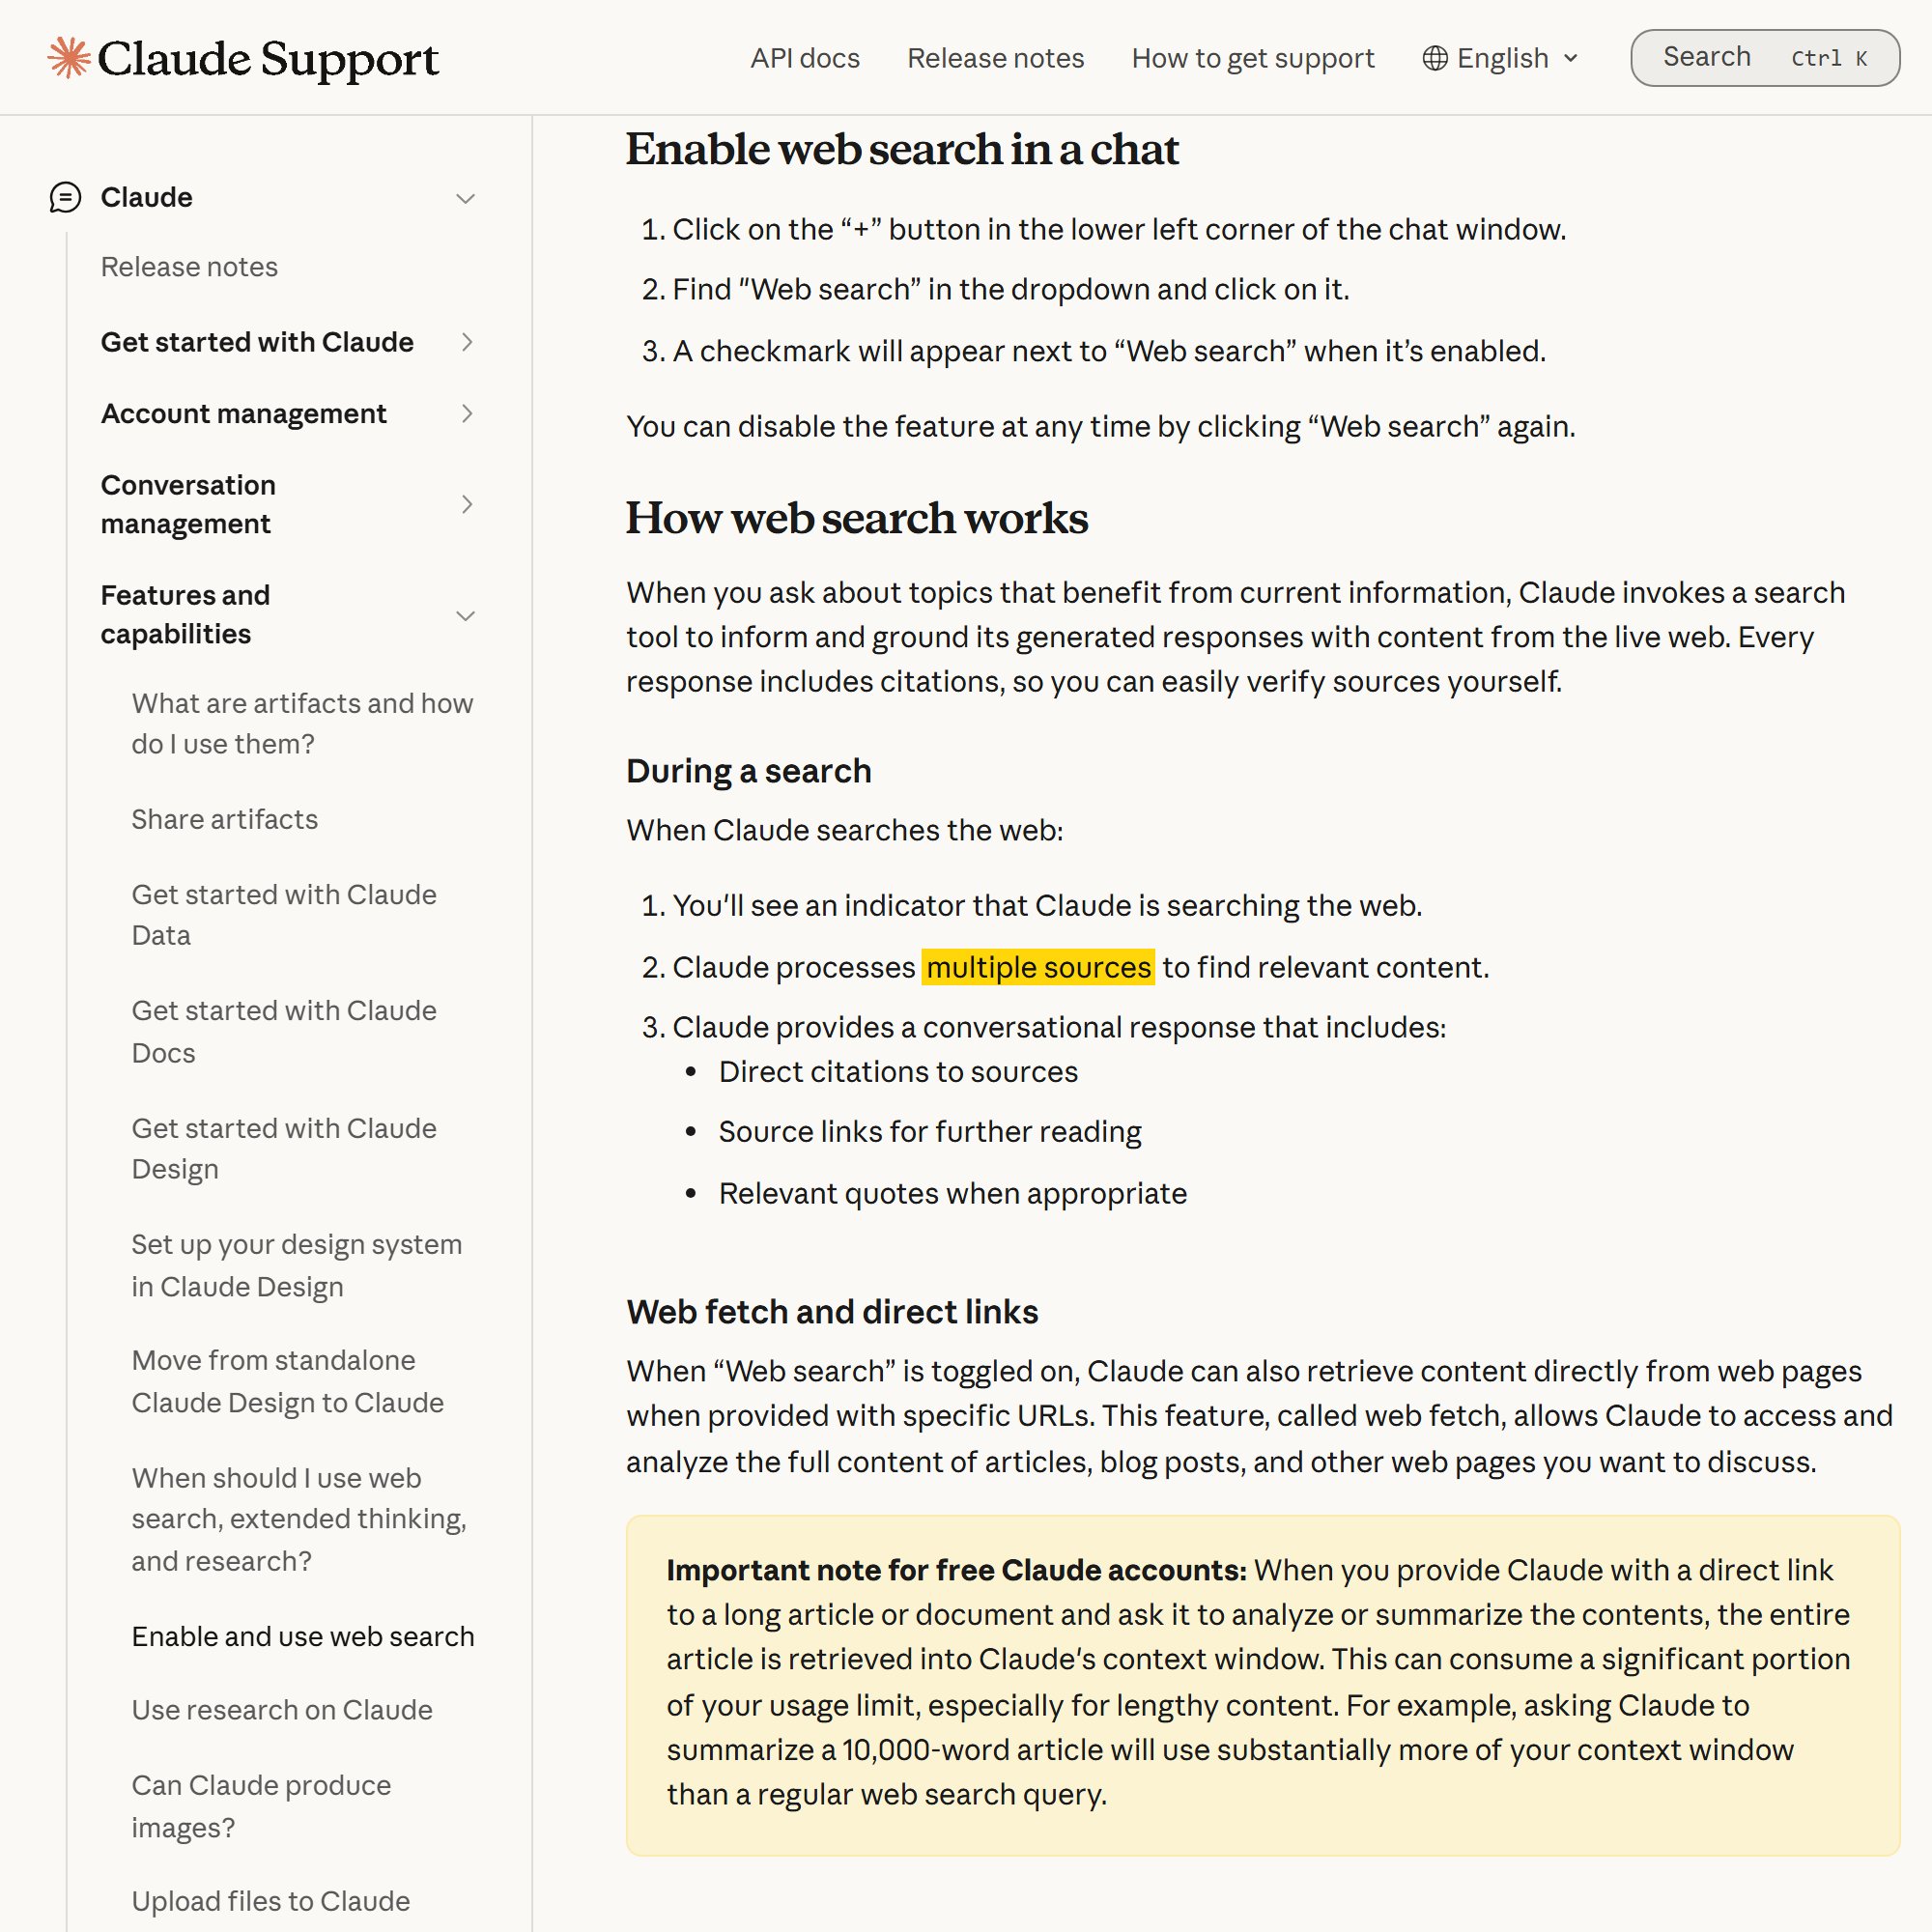 Claude Support
API docs
Release notes
How to get support
English
Search Ctrl K
Claude
Release notes
Get started with Claude
Account management
Conversation
management
Features and
capabilities
What are artifacts and how
do I use them?
Share artifacts
Get started with Claude
Data
Get started with Claude
Docs
Get started with Claude
Design
Set up your design system
in Claude Design
Move from standalone
Claude Design to Claude
When should I use web
search, extended thinking,
and research?
Enable and use web search
Use research on Claude
Can Claude produce
images?
Upload files to Claude
Enable web search in a chat
1. Click on the “+” button in the lower left corner of the chat window.
2. Find "Web search” in the dropdown and click on it.
3. A checkmark will appear next to “Web search” when it’s enabled.
You can disable the feature at any time by clicking “Web search” again.
How web search works
When you ask about topics that benefit from current information, Claude invokes a search
tool to inform and ground its generated responses with content from the live web. Every
response includes citations, so you can easily verify sources yourself.
During a search
When Claude searches the web:
1. You'll see an indicator that Claude is searching the web.
2. Claude processes multiple sources to find relevant content.
3. Claude provides a conversational response that includes:
• Direct citations to sources
• Source links for further reading
• Relevant quotes when appropriate
Web fetch and direct links
When “Web search” is toggled on, Claude can also retrieve content directly from web pages
when provided with specific URLs. This feature, called web fetch, allows Claude to access and
analyze the full content of articles, blog posts, and other web pages you want to discuss.
Important note for free Claude accounts: When you provide Claude with a direct link
to a long article or document and ask it to analyze or summarize the contents, the entire
article is retrieved into Claude's context window. This can consume a significant portion
of your usage limit, especially for lengthy content. For example, asking Claude to
summarize a 10,000-word article will use substantially more of your context window
than a regular web search query.